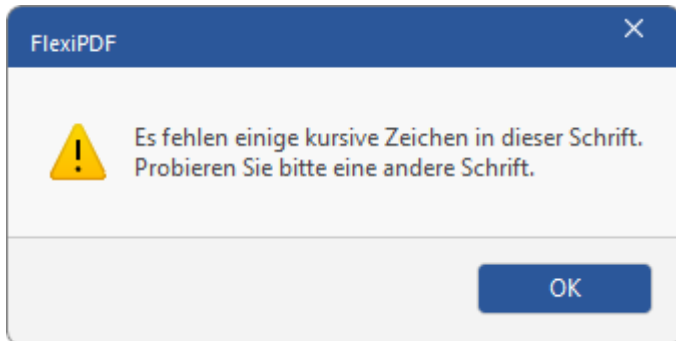 FlexiPDF
Es fehlen einige kursive Zeichen in dieser Schrift.
Probieren Sie bitte eine andere Schrift.
OK